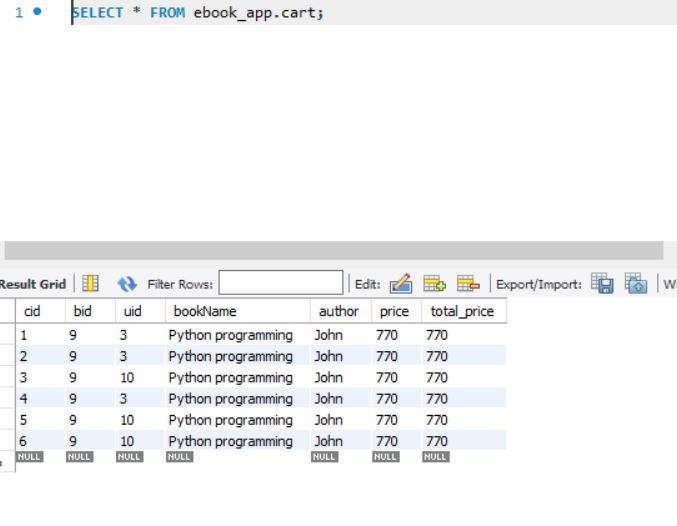 1 SELECT * FROM ebook_app.cart;
Result Grid Filter Rows: Edit: Export/Import:
cid bid uid bookName author price total_price
1 9 3 Python programming John 770 770
2 9 3 Python programming John 770 770
3 9 10 Python programming John 770 770
4 9 3 Python programming John 770 770
5 9 10 Python programming John 770 770
6 9 10 Python programming John 770 770
NULL NULL NULL NULL NULL NULL NULL